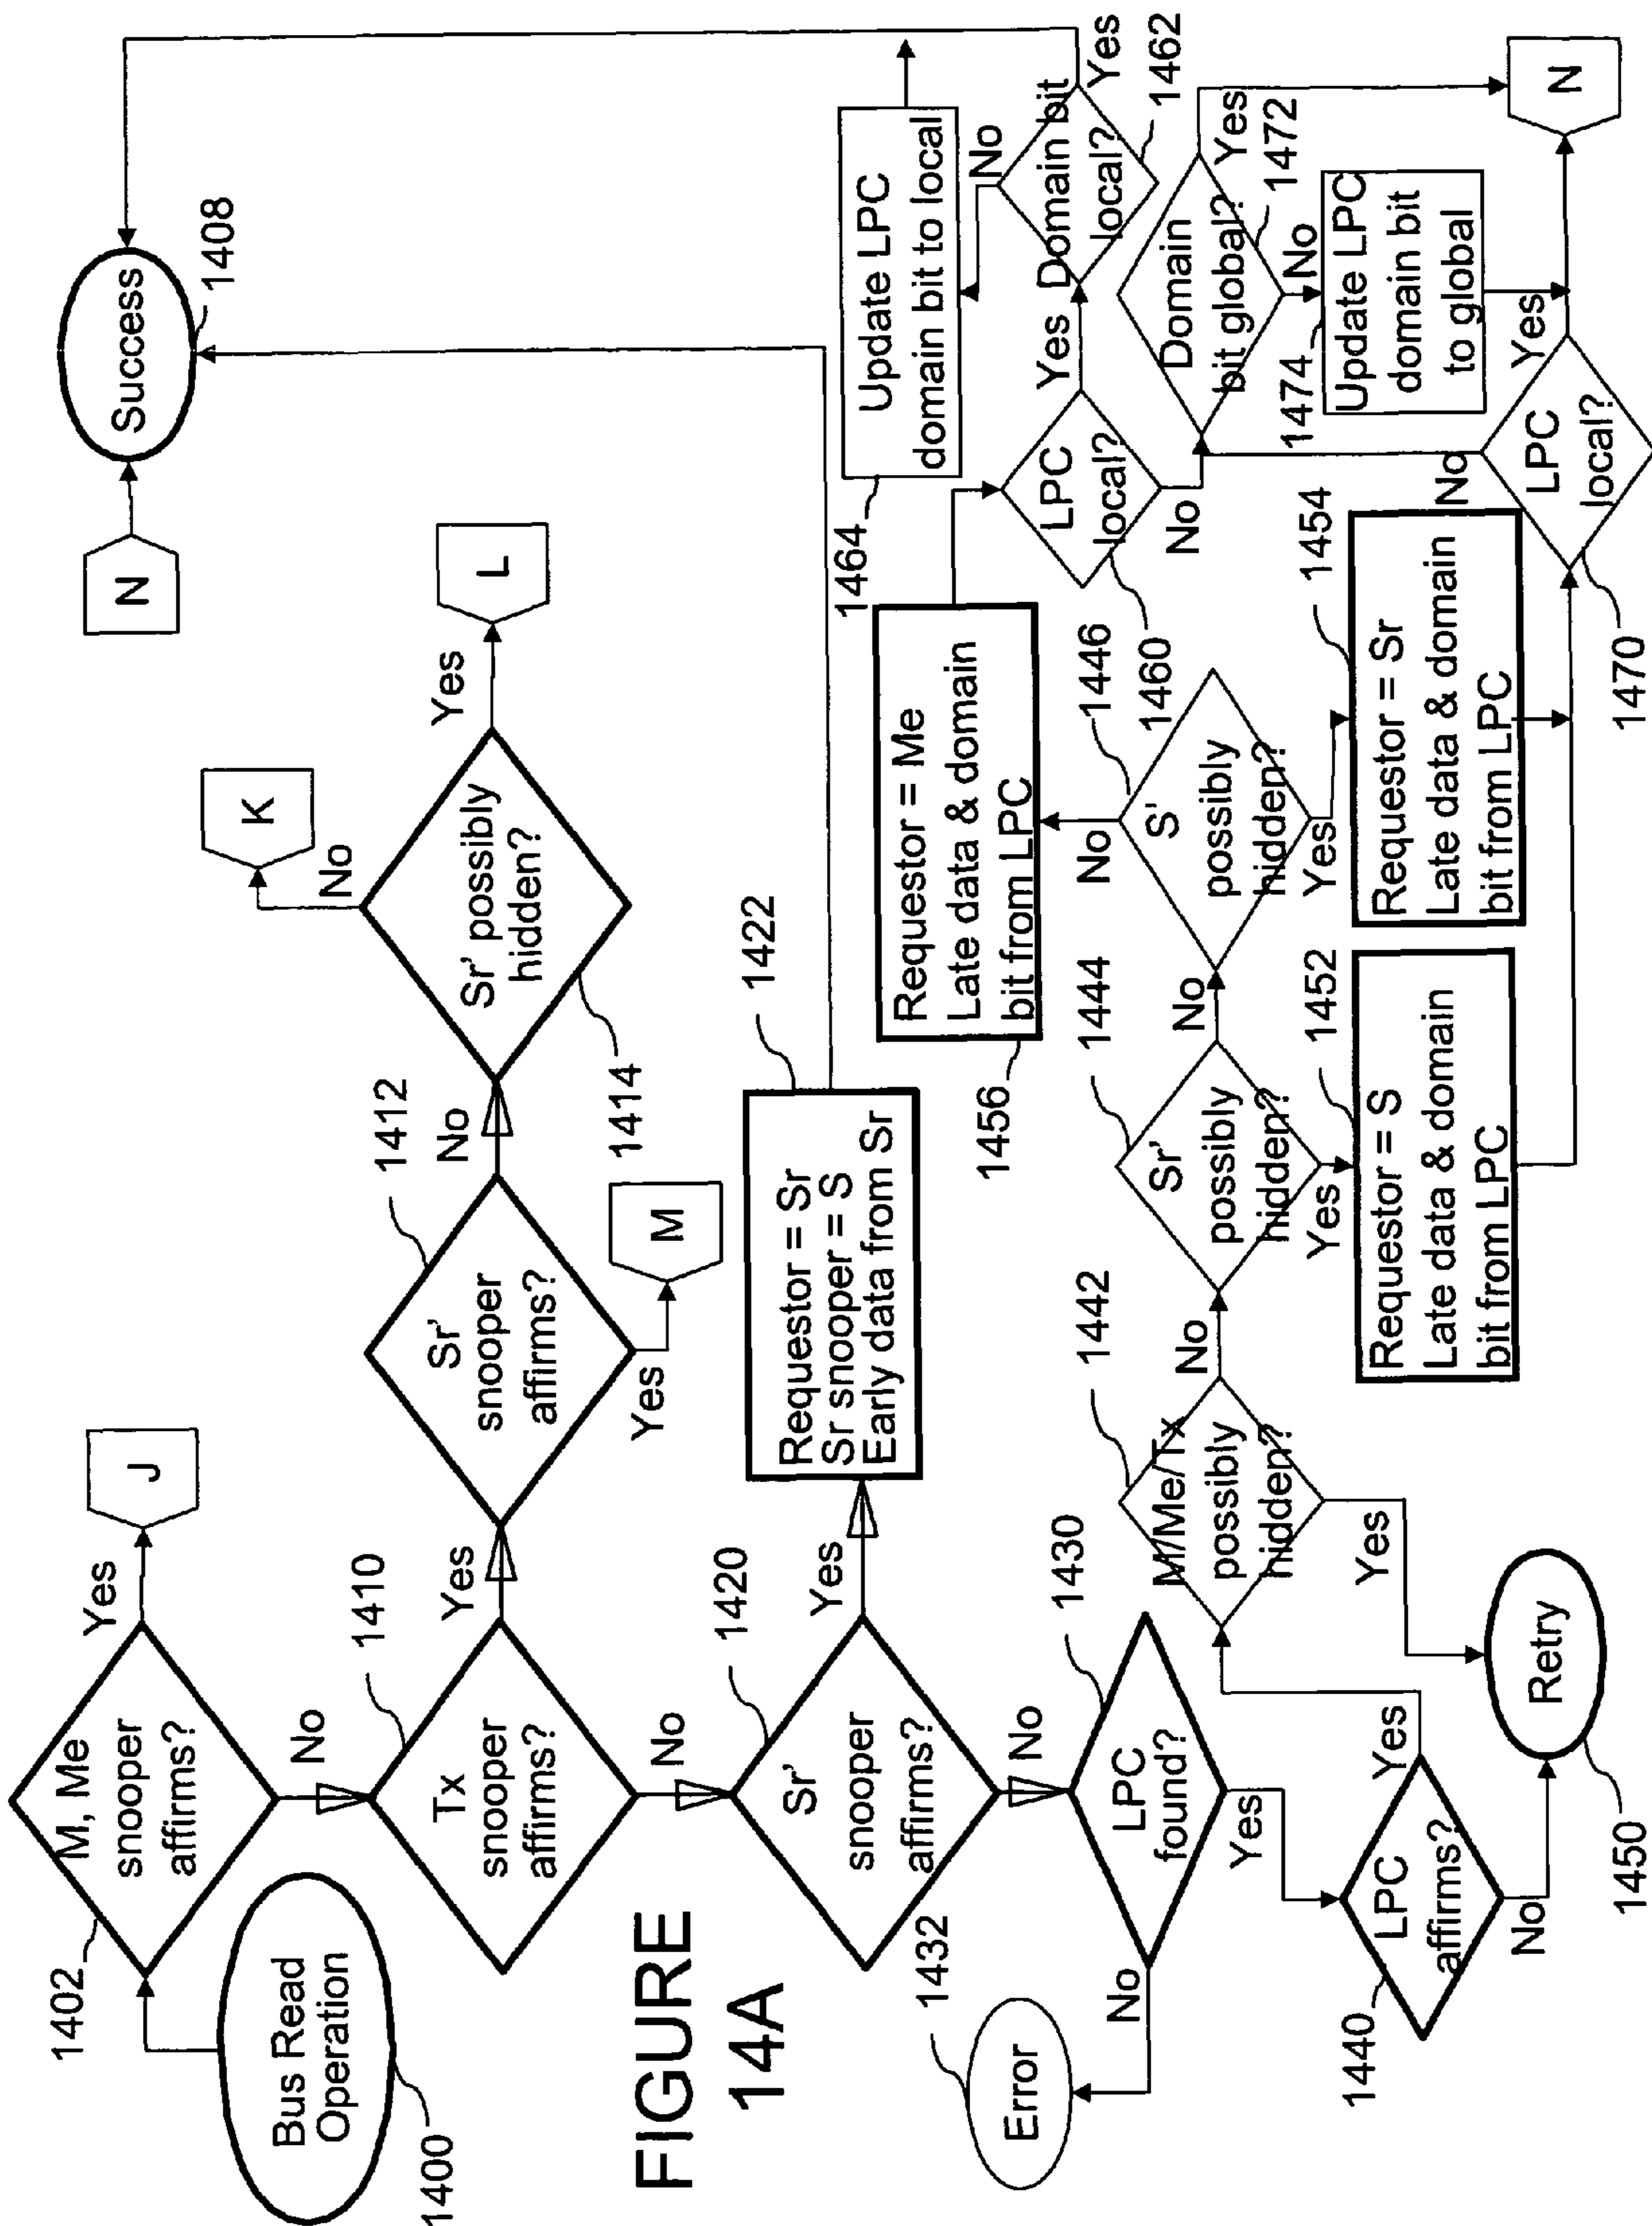 Bus Read
Operation
1400
1402
M, Me
snooper
affirms?
Yes
J
No
1410
Tx
snooper
affirms?
Yes
1412
Sr'
snooper
affirms?
Yes
M
No
1414
Sr' possibly
hidden?
No
K
Yes
L
N
Success
1408
No
1420
Sr'
snooper
affirms?
Yes
1422
Requestor = Sr
Sr snooper = S
Early data from Sr
No
1430
LPC
found?
No
1432
Error
Yes
1440
LPC
affirms?
No
Retry
1450
Yes
1442
M/Me/Tx
possibly
hidden?
Yes
No
1444
Sr'
possibly
hidden?
Yes
1452
Requestor = S
Late data & domain
bit from LPC
No
1446
S'
possibly
hidden?
Yes
1454
Requestor = Sr
Late data & domain
bit from LPC
No
1456
Requestor = Me
Late data & domain
bit from LPC
1460
LPC
local?
No
Yes
1462
Domain bit
local?
Yes
No
1464
Update LPC
domain bit to local
1470
LPC
local?
No
Yes
1472
Domain
bit global?
Yes
No
1474
Update LPC
domain bit
to global
N
FIGURE
14A